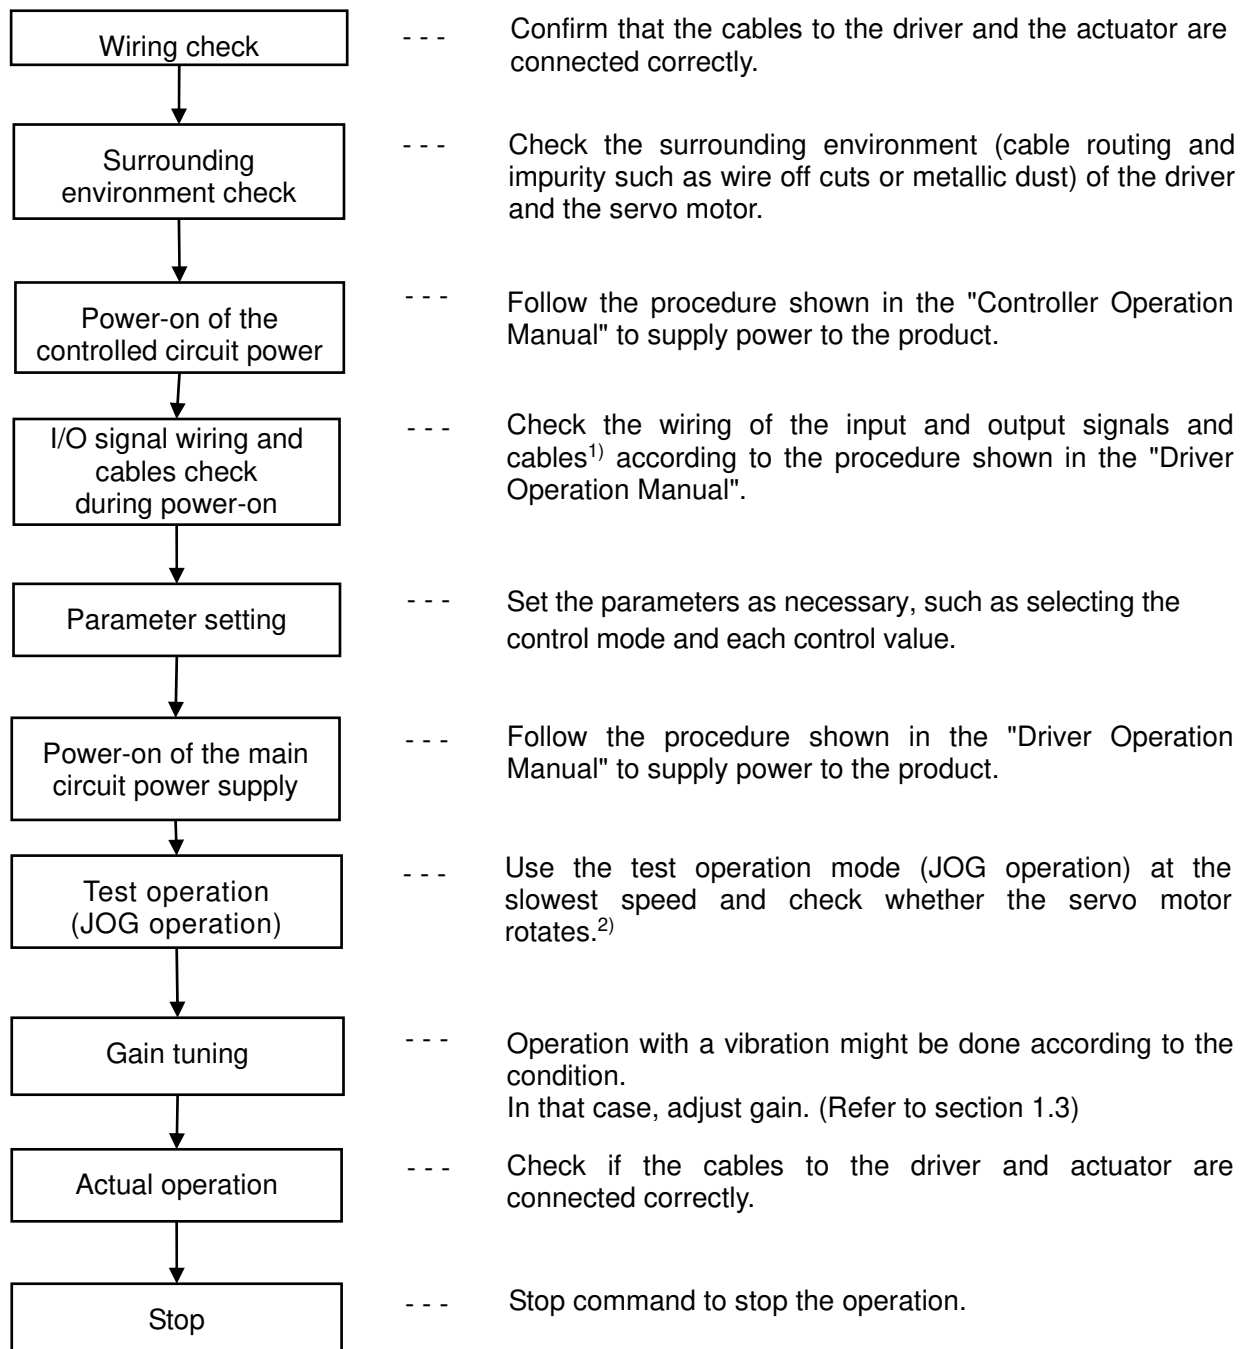 Wiring check
- - -
Confirm that the cables to the driver and the actuator are
connected correctly.
Surrounding
environment check
- - -
Check the surrounding environment (cable routing and
impurity such as wire off cuts or metallic dust) of the driver
and the servo motor.
Power-on of the
controlled circuit power
- - -
Follow the procedure shown in the "Controller Operation
Manual" to supply power to the product.
I/O signal wiring and
cables check
during power-on
- - -
Check the wiring of the input and output signals and
cables1) according to the procedure shown in the "Driver
Operation Manual".
Parameter setting
- - -
Set the parameters as necessary, such as selecting the
control mode and each control value.
Power-on of the main
circuit power supply
- - -
Follow the procedure shown in the "Driver Operation
Manual" to supply power to the product.
Test operation
(JOG operation)
- - -
Use the test operation mode (JOG operation) at the
slowest speed and check whether the servo motor
rotates.2)
Gain tuning
- - -
Operation with a vibration might be done according to the
condition.
In that case, adjust gain. (Refer to section 1.3)
Actual operation
- - -
Check if the cables to the driver and actuator are
connected correctly.
Stop
- - -
Stop command to stop the operation.